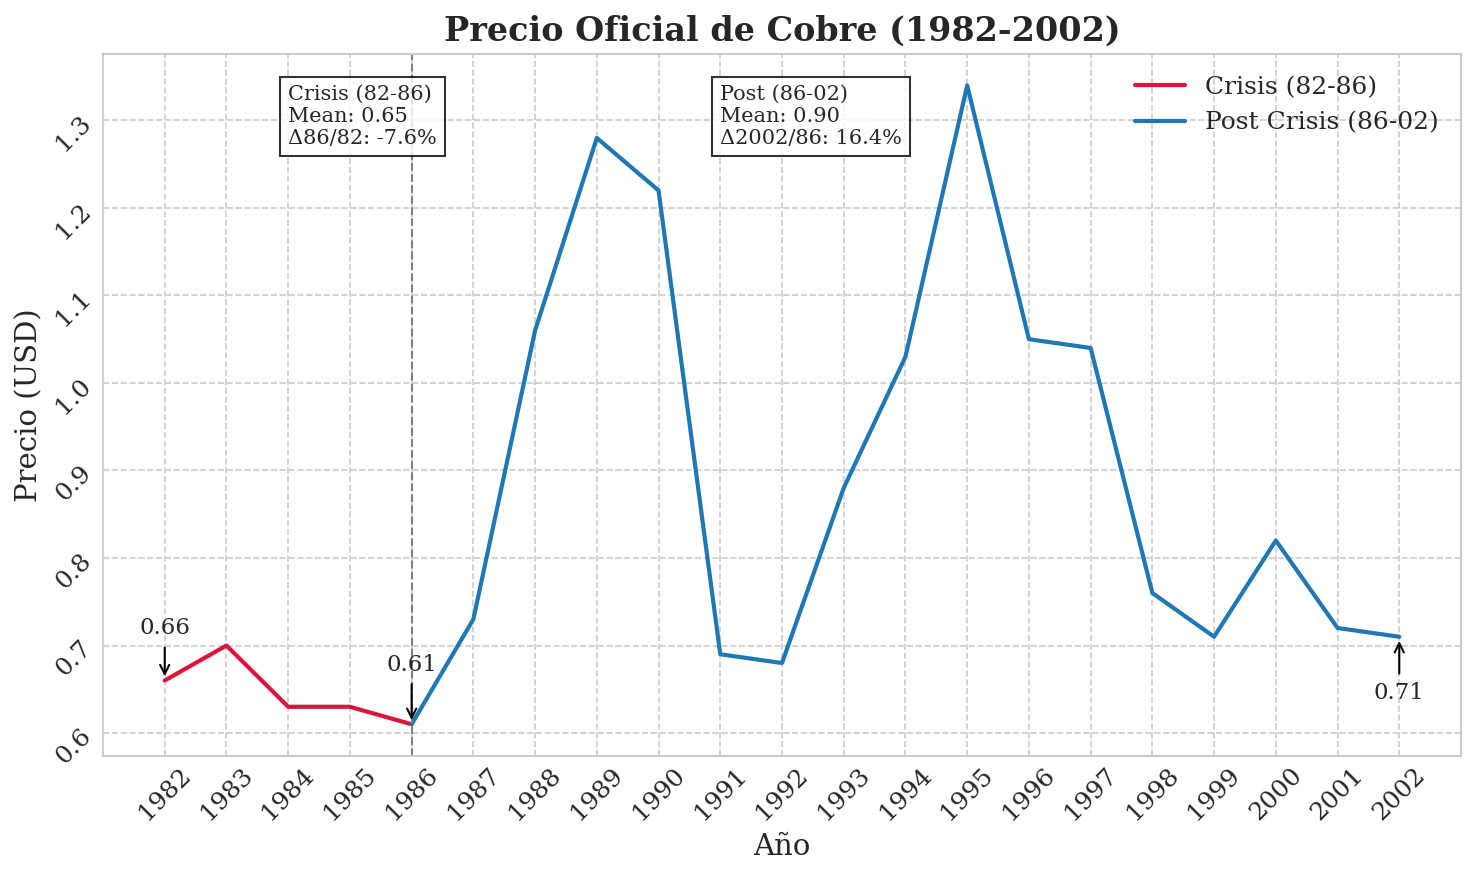 Precio Oficial de Cobre (1982-2002)
Crisis (82-86)
Mean: 0.65
Δ86/82: -7.6%
Post (86-02)
Mean: 0.90
Δ2002/86: 16.4%
Crisis (82-86)
Post Crisis (86-02)
Precio (USD)
1.3
1.2
1.1
1.0
0.9
0.8
0.7
0.6
0.66
0.61
0.71
1982
1983
1984
1985
1986
1987
1988
1989
1990
1991
1992
1993
1994
1995
1996
1997
1998
1999
2000
2001
2002
Año